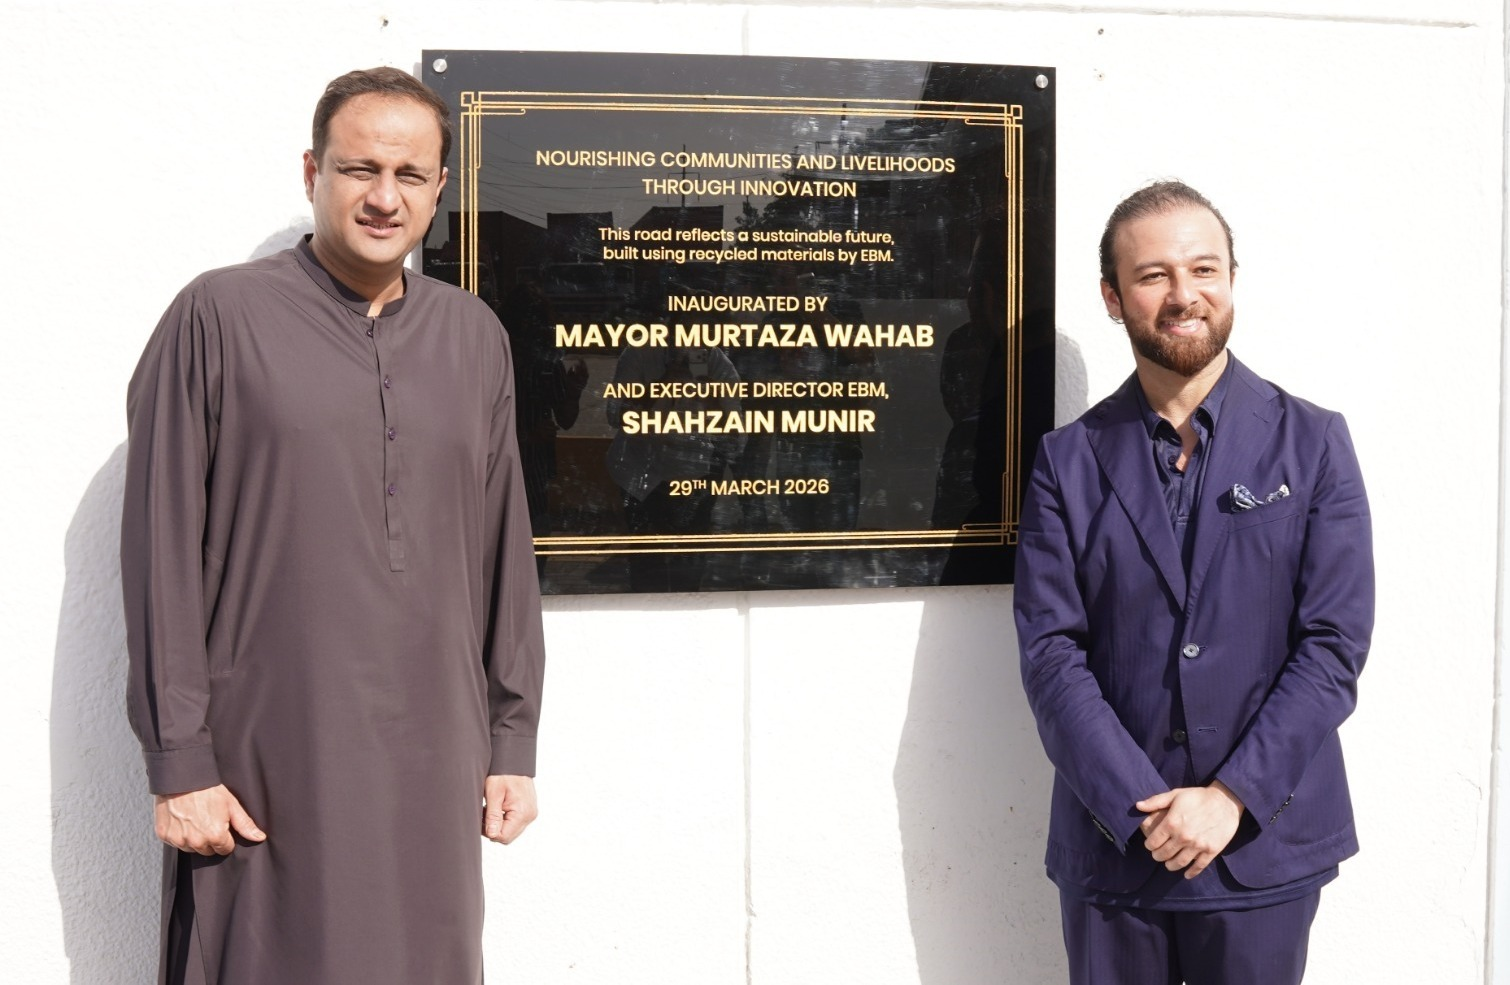 NOURISHING COMMUNITIES AND LIVELIHOODS
THROUGH INNOVATION
This road reflects a sustainable future,
built using recycled materials by EBM.
INAUGURATED BY
MAYOR MURTAZA WAHAB
AND EXECUTIVE DIRECTOR EBM,
SHAHZAIN MUNIR
29TH MARCH 2026